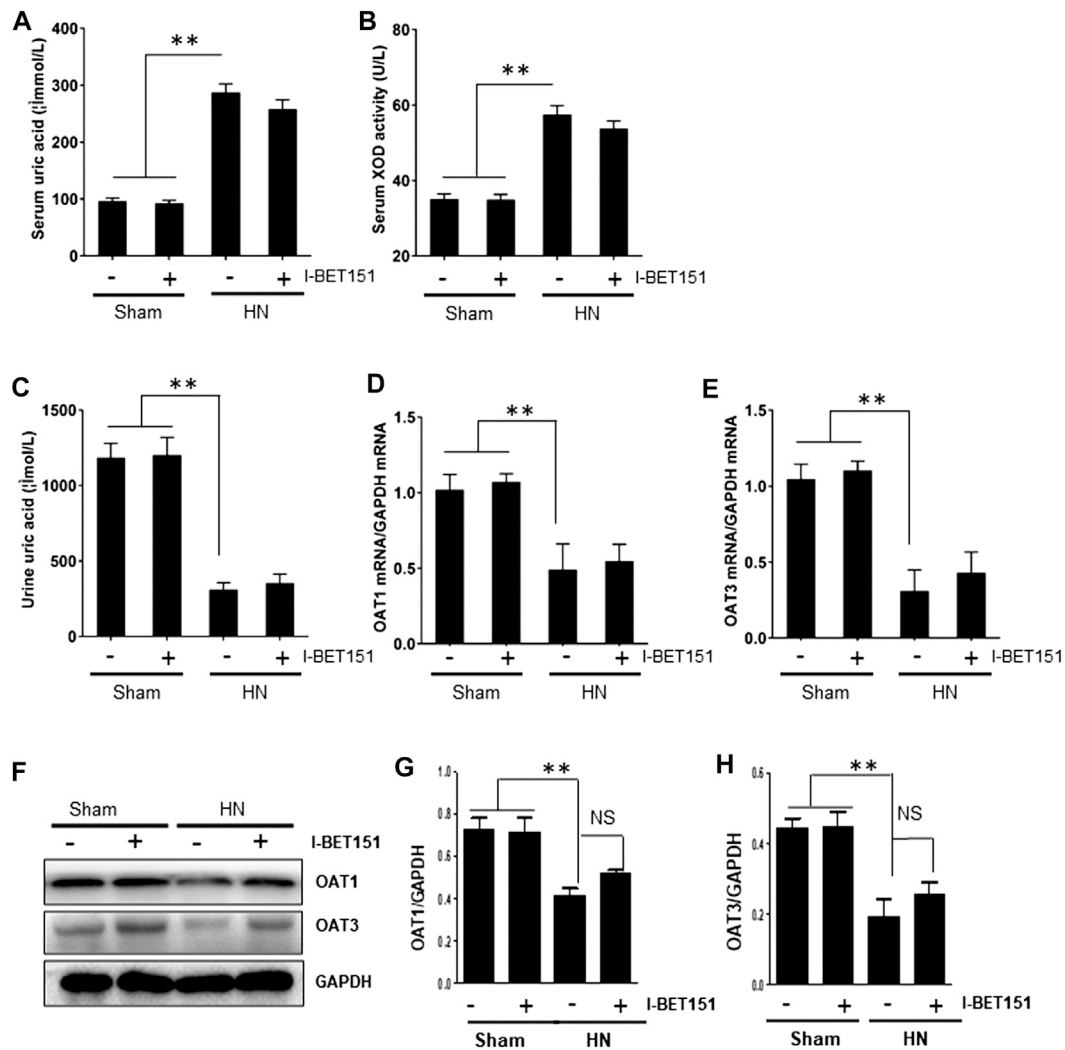 A
Serum uric acid (¡Immol/L)
400
300
200
100
0
**
- + - + I-BET151
Sham HN
B
Serum XOD activity (U/L)
80
60
40
20
**
- + - + I-BET151
Sham HN
C
Urine uric acid (¡Imol/L)
1500
1000
500
0
**
- + - + I-BET151
Sham HN
D
OAT1 mRNA/GAPDH mRNA
1.5
1.0
0.5
0.0
**
- + - + I-BET151
Sham HN
E
OAT3 mRNA/GAPDH mRNA
1.5
1.0
0.5
0.0
**
- + - + I-BET151
Sham HN
F
Sham HN
- + - + I-BET151
OAT1
OAT3
GAPDH
G
OAT1/GAPDH
1.0
0.8
0.6
0.4
0.2
0.0
**
NS
- + - + I-BET151
Sham HN
H
OAT3/GAPDH
0.6
0.4
0.2
0.0
**
NS
- + - + I-BET151
Sham HN